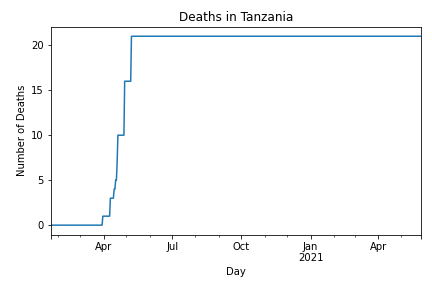 Deaths in Tanzania
20
15
10
5
0
Number of Deaths
Apr
Jul
Oct
Jan
2021
Apr
Day